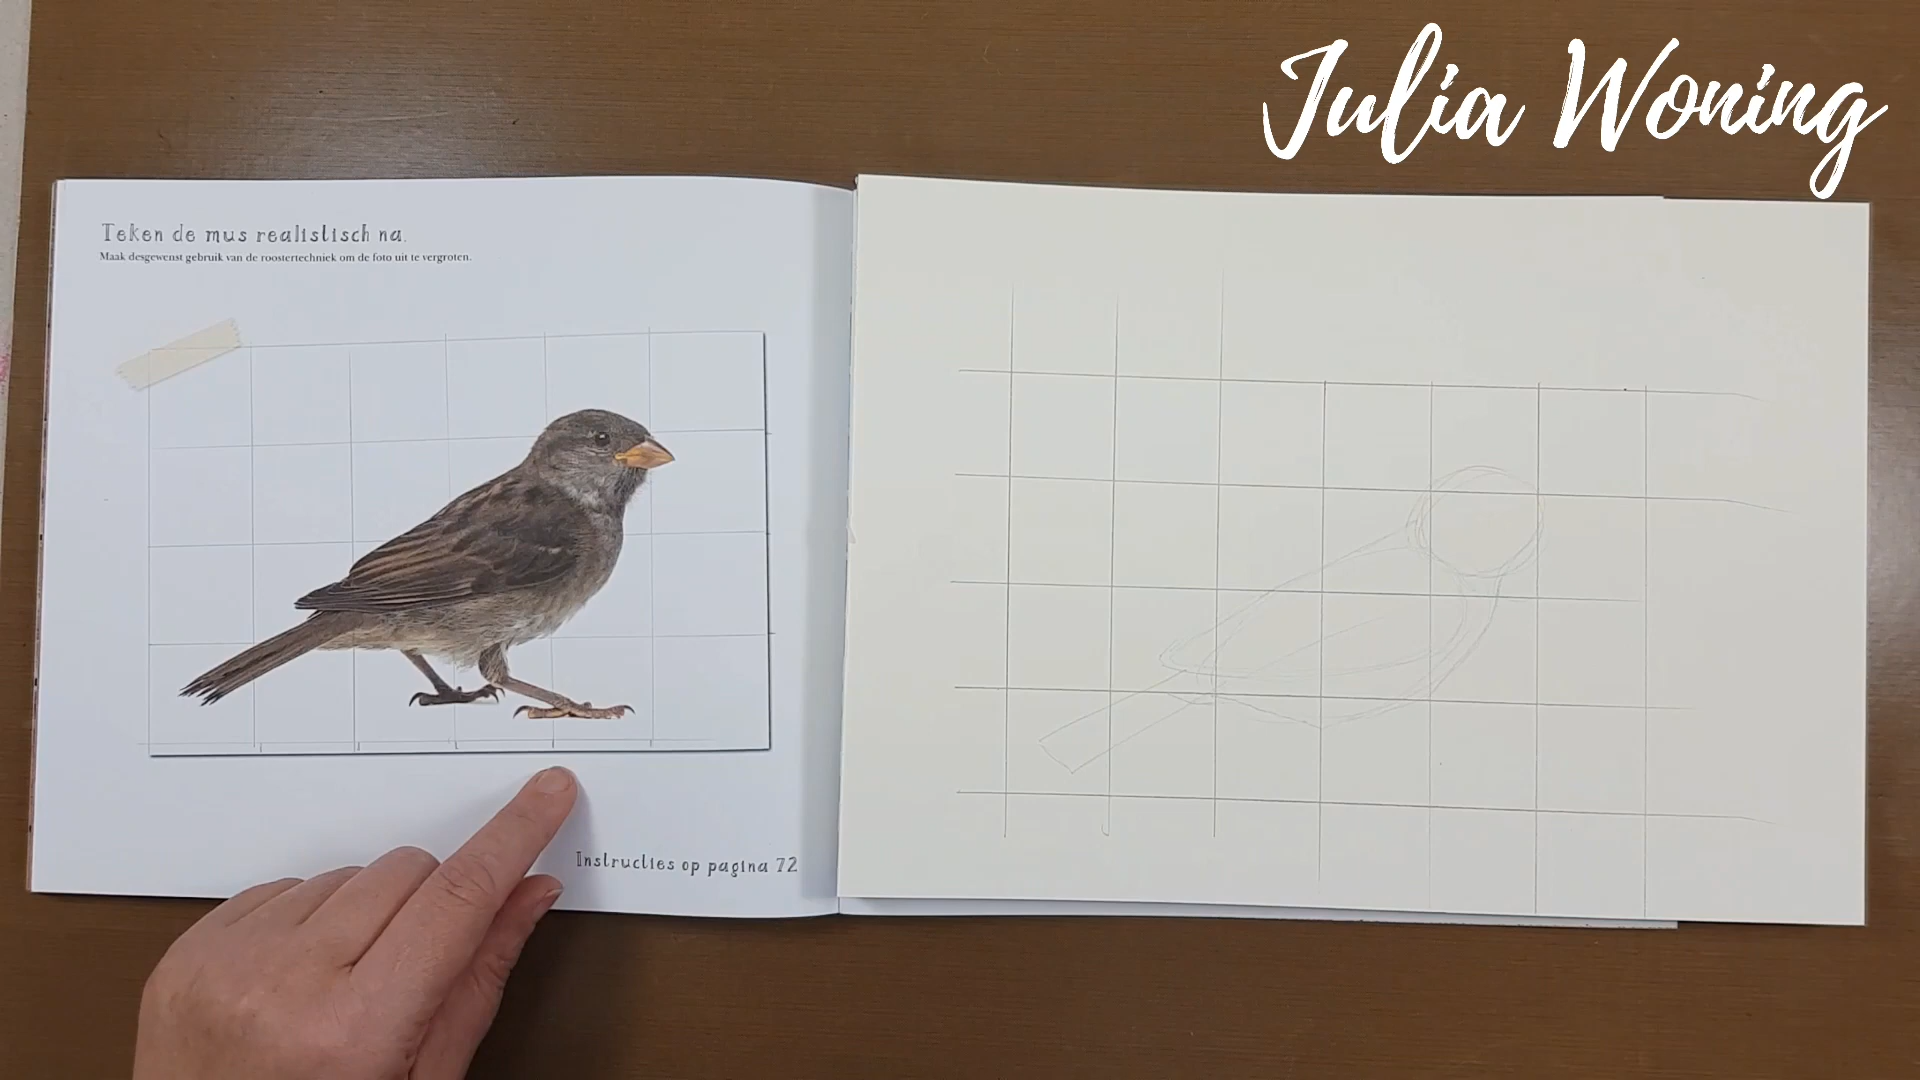 Julia Woning
Teken de mus realistisch na.
Maak desgewenst gebruik van de roostertechniek om de foto uit te vergroten.
Instructies op pagina 72